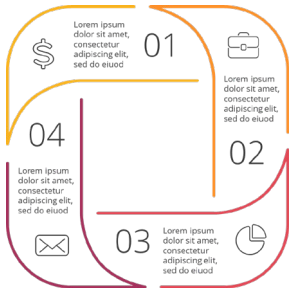 Lorem ipsum
dolor sit amet,
consectetur
adipiscing elit,
sed do eiuod
01
Lorem ipsum
dolor sit amet,
consectetur
adipiscing elit,
sed do eiuod
02
03
Lorem ipsum
dolor sit amet,
consectetur
adipiscing elit,
sed do eiuod
04
Lorem ipsum
dolor sit amet,
consectetur
adipiscing elit,
sed do eiuod